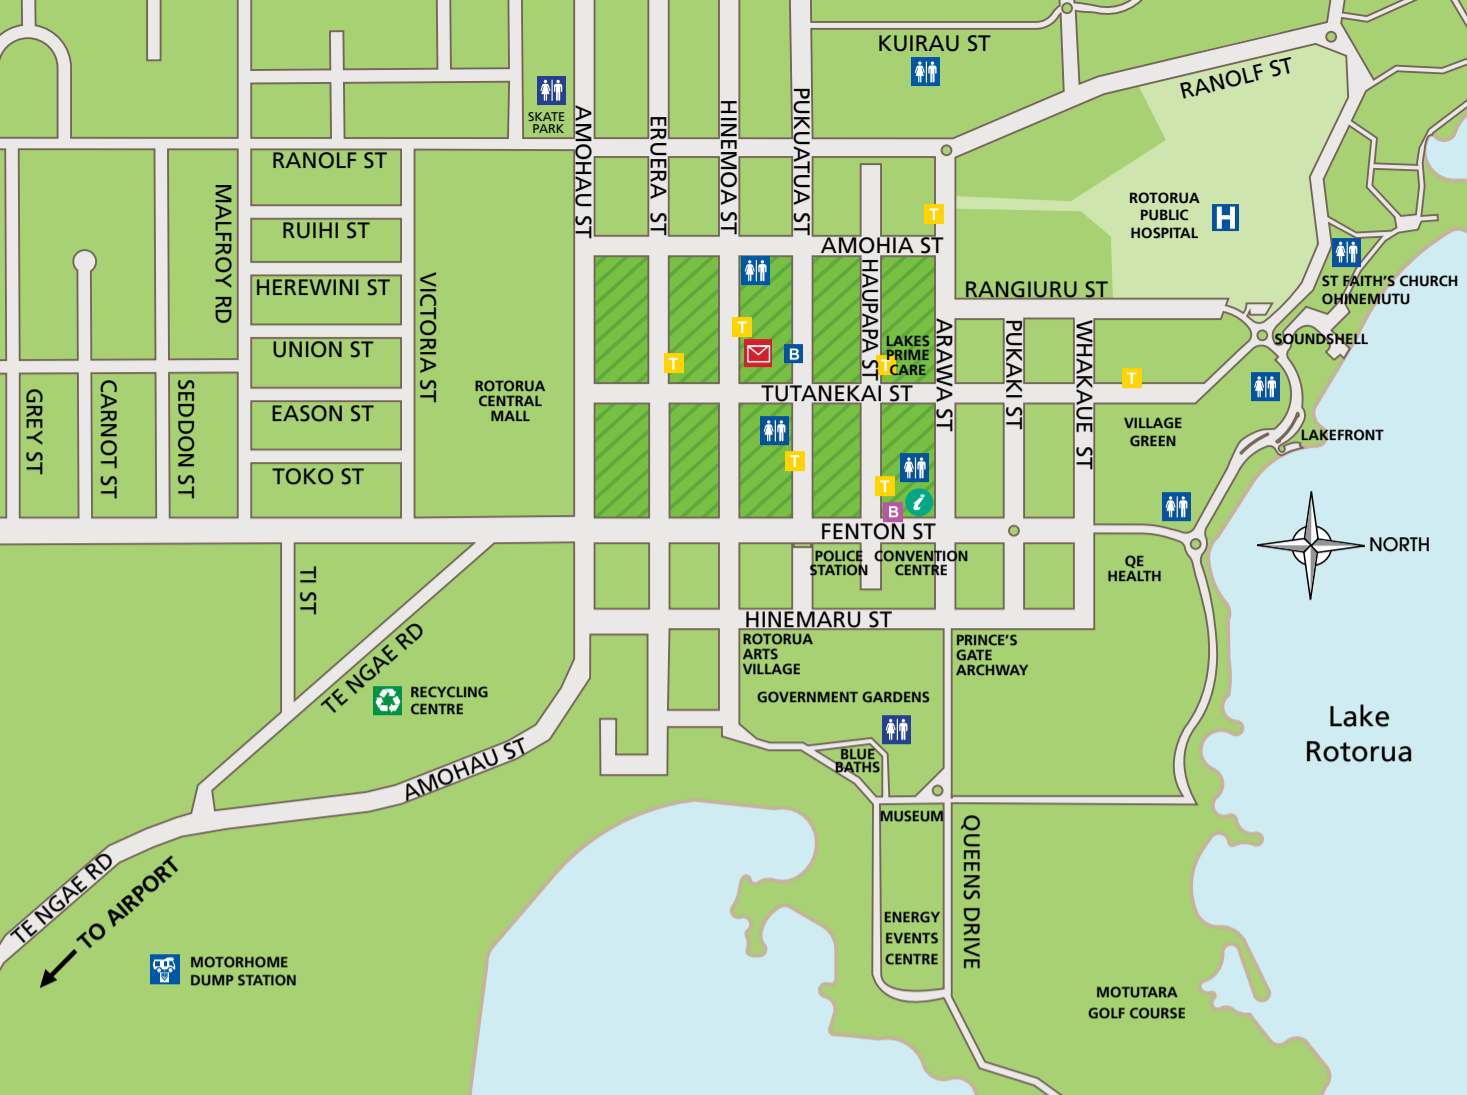 KUIRAU ST
RANOLF ST
SKATE
PARK
AMOHAU ST
ERUERA ST
HINEMOA ST
PUKUATUA ST
RANOLF ST
MALFROY RD
RUIHI ST
HEREWINI ST
UNION ST
EASON ST
TOKO ST
VICTORIA ST
GREY ST
CARNOT ST
SEDDON ST
ROTORUA
CENTRAL
MALL
T
AMOHIA ST
HAUPAPA ST
ROTORUA
PUBLIC
HOSPITAL
H
RANGIURU ST
ST FAITH'S CHURCH
OHINEMUTU
SOUNDSHELL
T
T
B
LAKES
PRIME
CARE
T
ARAWA ST
PUKAKI ST
WHAKAUE ST
T
TUTANEKAI ST
VILLAGE
GREEN
LAKEFRONT
T
T
B
i
FENTON ST
POLICE
STATION
CONVENTION
CENTRE
QE
HEALTH
NORTH
TI ST
TE NGAE RD
HINEMARU ST
ROTORUA
ARTS
VILLAGE
PRINCE'S
GATE
ARCHWAY
RECYCLING
CENTRE
GOVERNMENT GARDENS
BLUE
BATHS
AMOHAU ST
Lake
Rotorua
MUSEUM
QUEENS DRIVE
TE NGAE RD
TO AIRPORT
ENERGY
EVENTS
CENTRE
MOTORHOME
DUMP STATION
MOTUTARA
GOLF COURSE